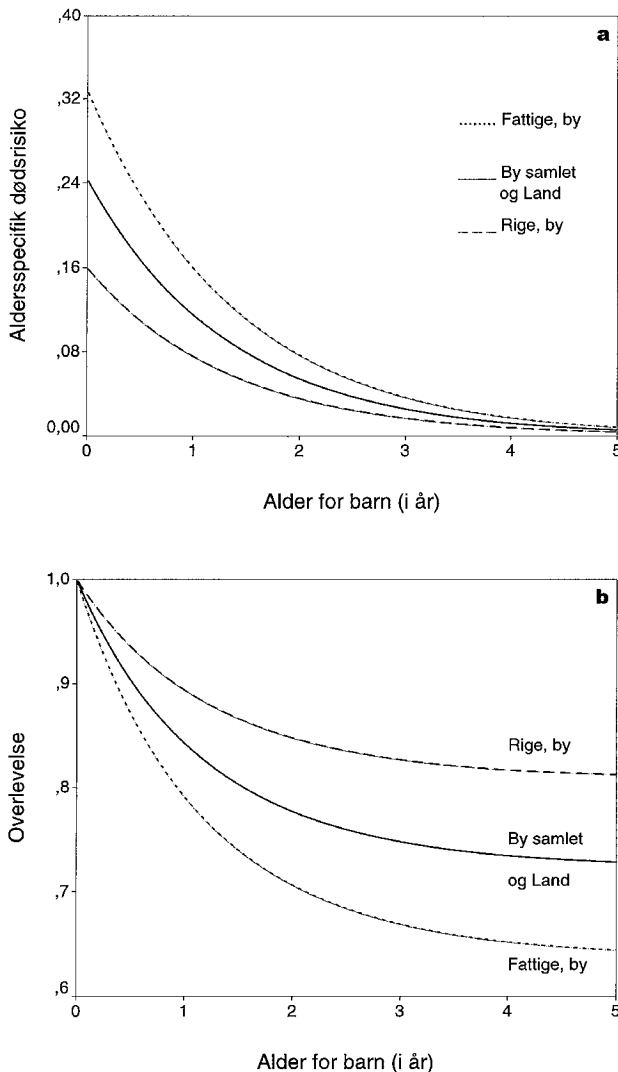 a
,40
,32
,24
,16
,08
0,00
Aldersspecifik dødsrisiko
Fattige, by
By samlet
og Land
Rige, by
0 1 2 3 4 5
Alder for barn (i år)
b
1,0
,9
,8
,7
,6
Overlevelse
Rige, by
By samlet
og Land
Fattige, by
0 1 2 3 4 5
Alder for barn (i år)